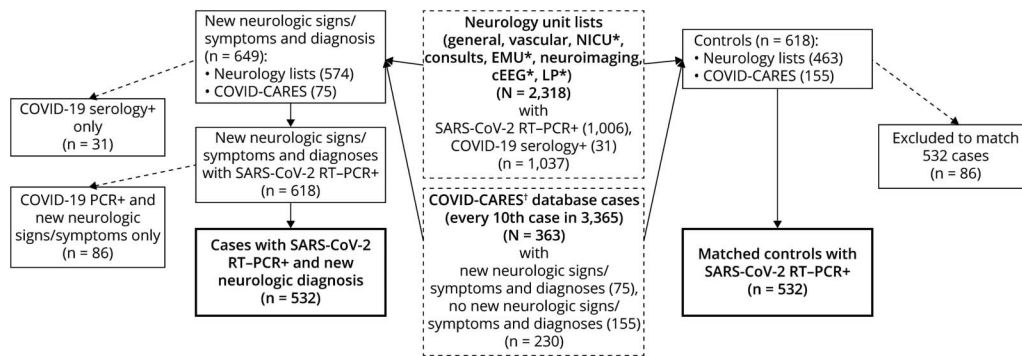 New neurologic signs/
symptoms and diagnosis
(n = 649):
• Neurology lists (574)
• COVID-CARES (75)
COVID-19 serology+
only
(n = 31)
New neurologic signs/
symptoms and diagnoses
with SARS-CoV-2 RT–PCR+
(n = 618)
COVID-19 PCR+ and
new neurologic
signs/symptoms only
(n = 86)
Cases with SARS-CoV-2
RT–PCR+ and new
neurologic diagnosis
(n = 532)
Neurology unit lists
(general, vascular, NICU*,
consults, EMU*, neuroimaging,
cEEG*, LP*)
(N = 2,318)
with
SARS-CoV-2 RT–PCR+ (1,006),
COVID-19 serology+ (31)
(n = 1,037)
COVID-CARES† database cases
(every 10th case in 3,365)
(N = 363)
with
new neurologic signs/
symptoms and diagnoses (75),
no new neurologic signs/
symptoms and diagnoses (155)
(n = 230)
Controls (n = 618):
• Neurology lists (463)
• COVID-CARES (155)
Excluded to match
532 cases
(n = 86)
Matched controls with
SARS-CoV-2 RT–PCR+
(n = 532)